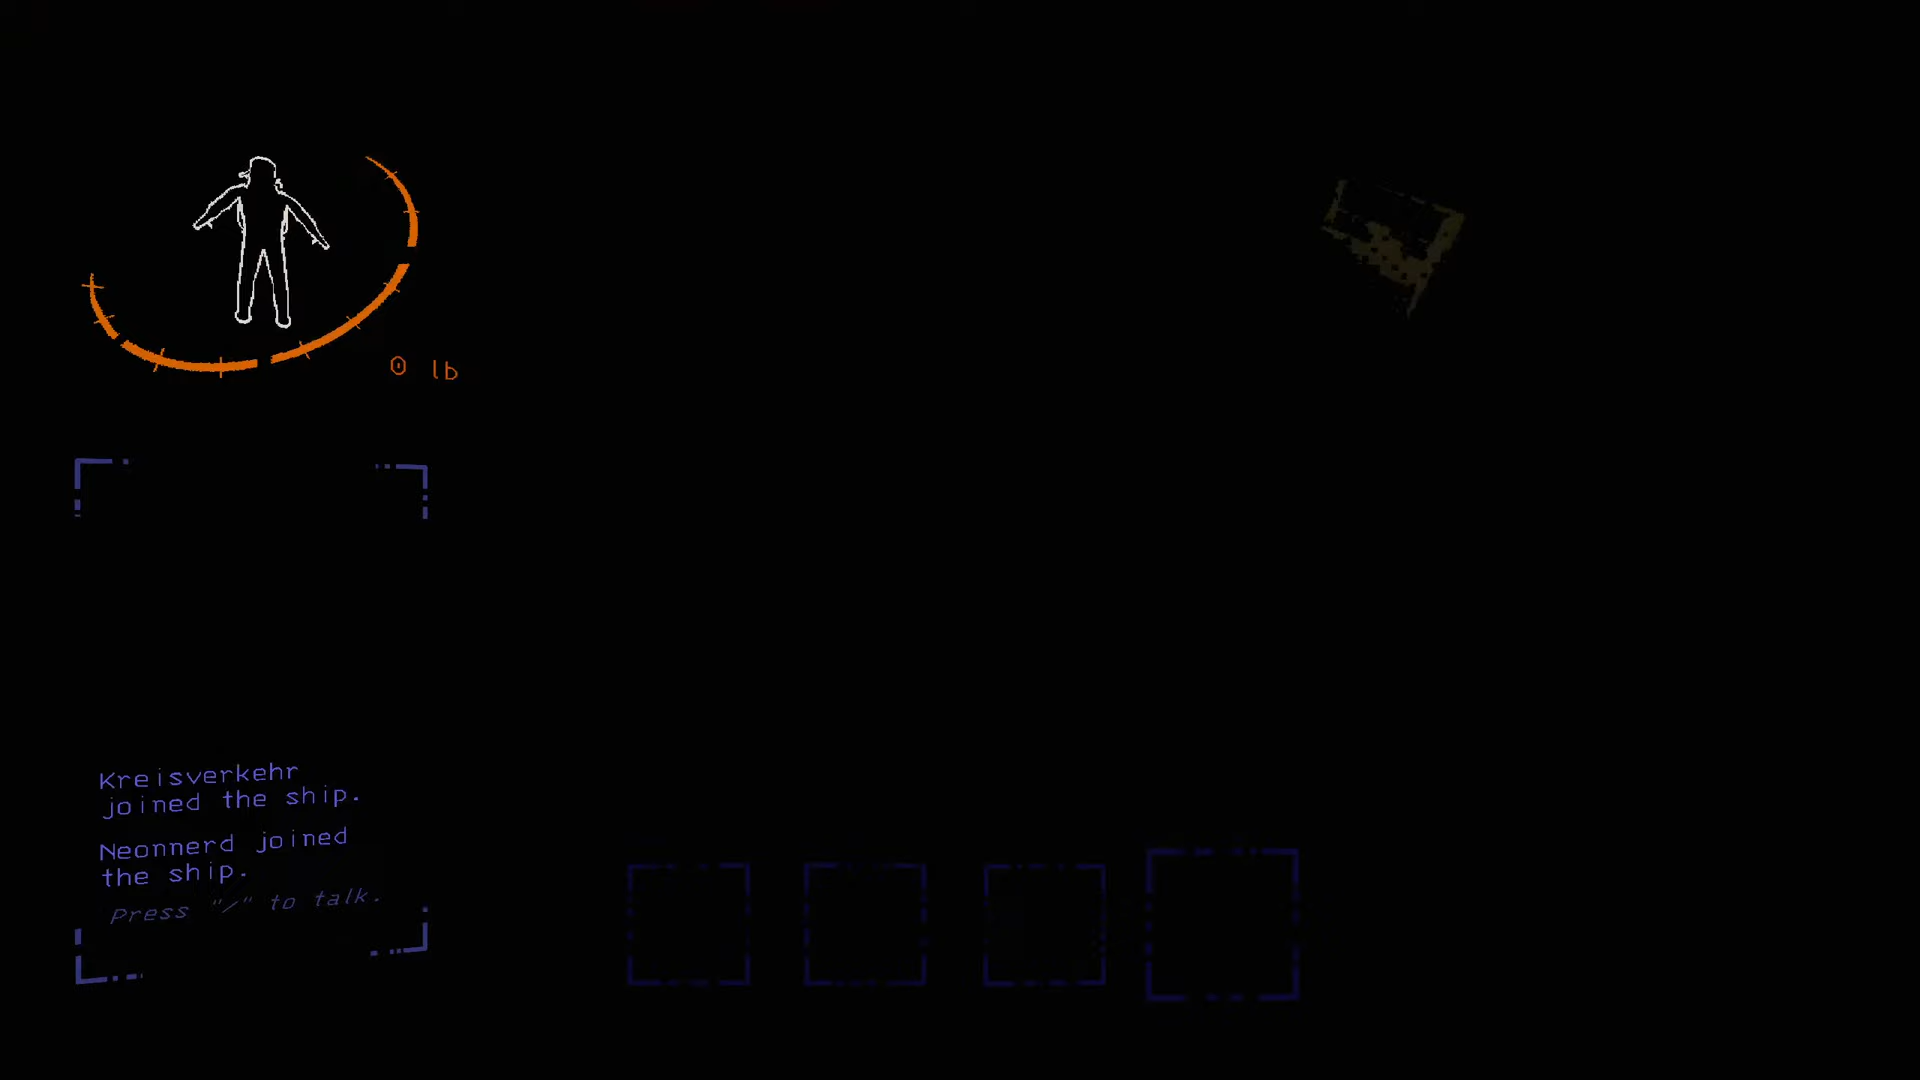 0 lb
Kreisverkehr
joined the ship.
Neonnerd joined
the ship.
Press "/" to talk.